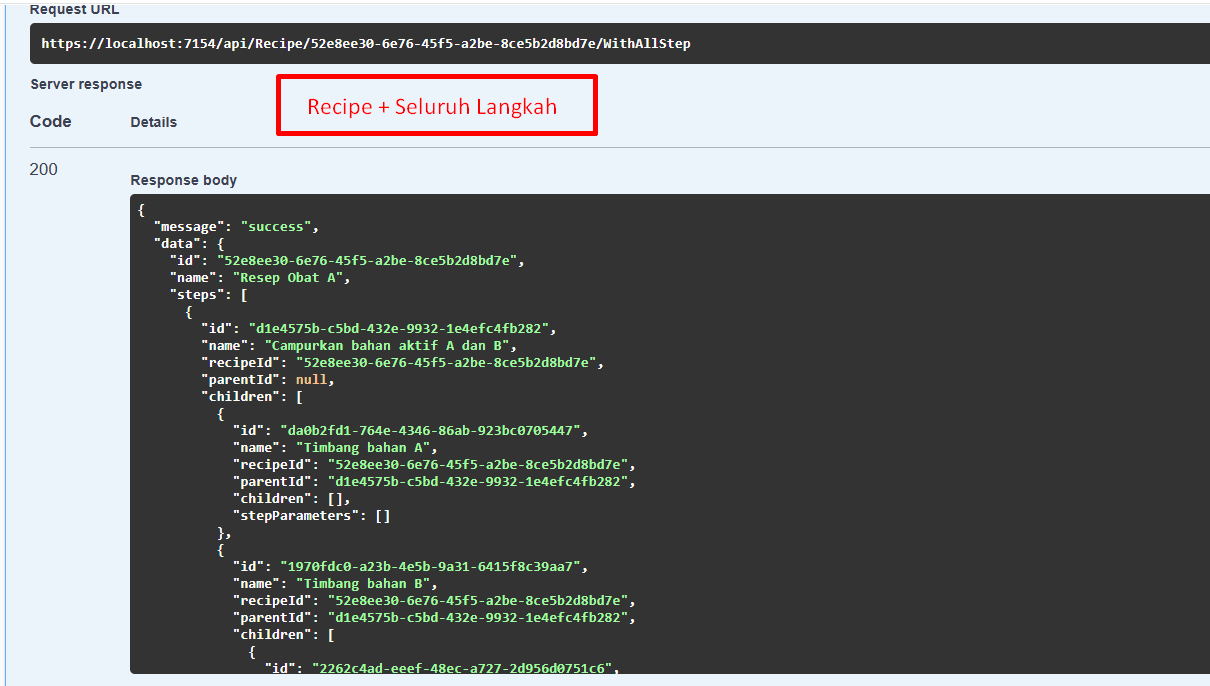 Request URL
https://localhost:7154/api/Recipe/52e8ee30-6e76-45f5-a2be-8ce5b2d8bd7e/WithAllStep
Server response
Recipe + Seluruh Langkah
Code Details
200
Response body
{
  "message": "success",
  "data": {
    "id": "52e8ee30-6e76-45f5-a2be-8ce5b2d8bd7e",
    "name": "Resep Obat A",
    "steps": [
      {
        "id": "d1e4575b-c5bd-432e-9932-1e4efc4fb282",
        "name": "Campurkan bahan aktif A dan B",
        "recipeId": "52e8ee30-6e76-45f5-a2be-8ce5b2d8bd7e",
        "parentId": null,
        "children": [
          {
            "id": "da0b2fd1-764e-4346-86ab-923bc0705447",
            "name": "Timbang bahan A",
            "recipeId": "52e8ee30-6e76-45f5-a2be-8ce5b2d8bd7e",
            "parentId": "d1e4575b-c5bd-432e-9932-1e4efc4fb282",
            "children": [],
            "stepParameters": []
          },
          {
            "id": "1970fdc0-a23b-4e5b-9a31-6415f8c39aa7",
            "name": "Timbang bahan B",
            "recipeId": "52e8ee30-6e76-45f5-a2be-8ce5b2d8bd7e",
            "parentId": "d1e4575b-c5bd-432e-9932-1e4efc4fb282",
            "children": [
              {
                "id": "2262c4ad-eeef-48ec-a727-2d956d0751c6",